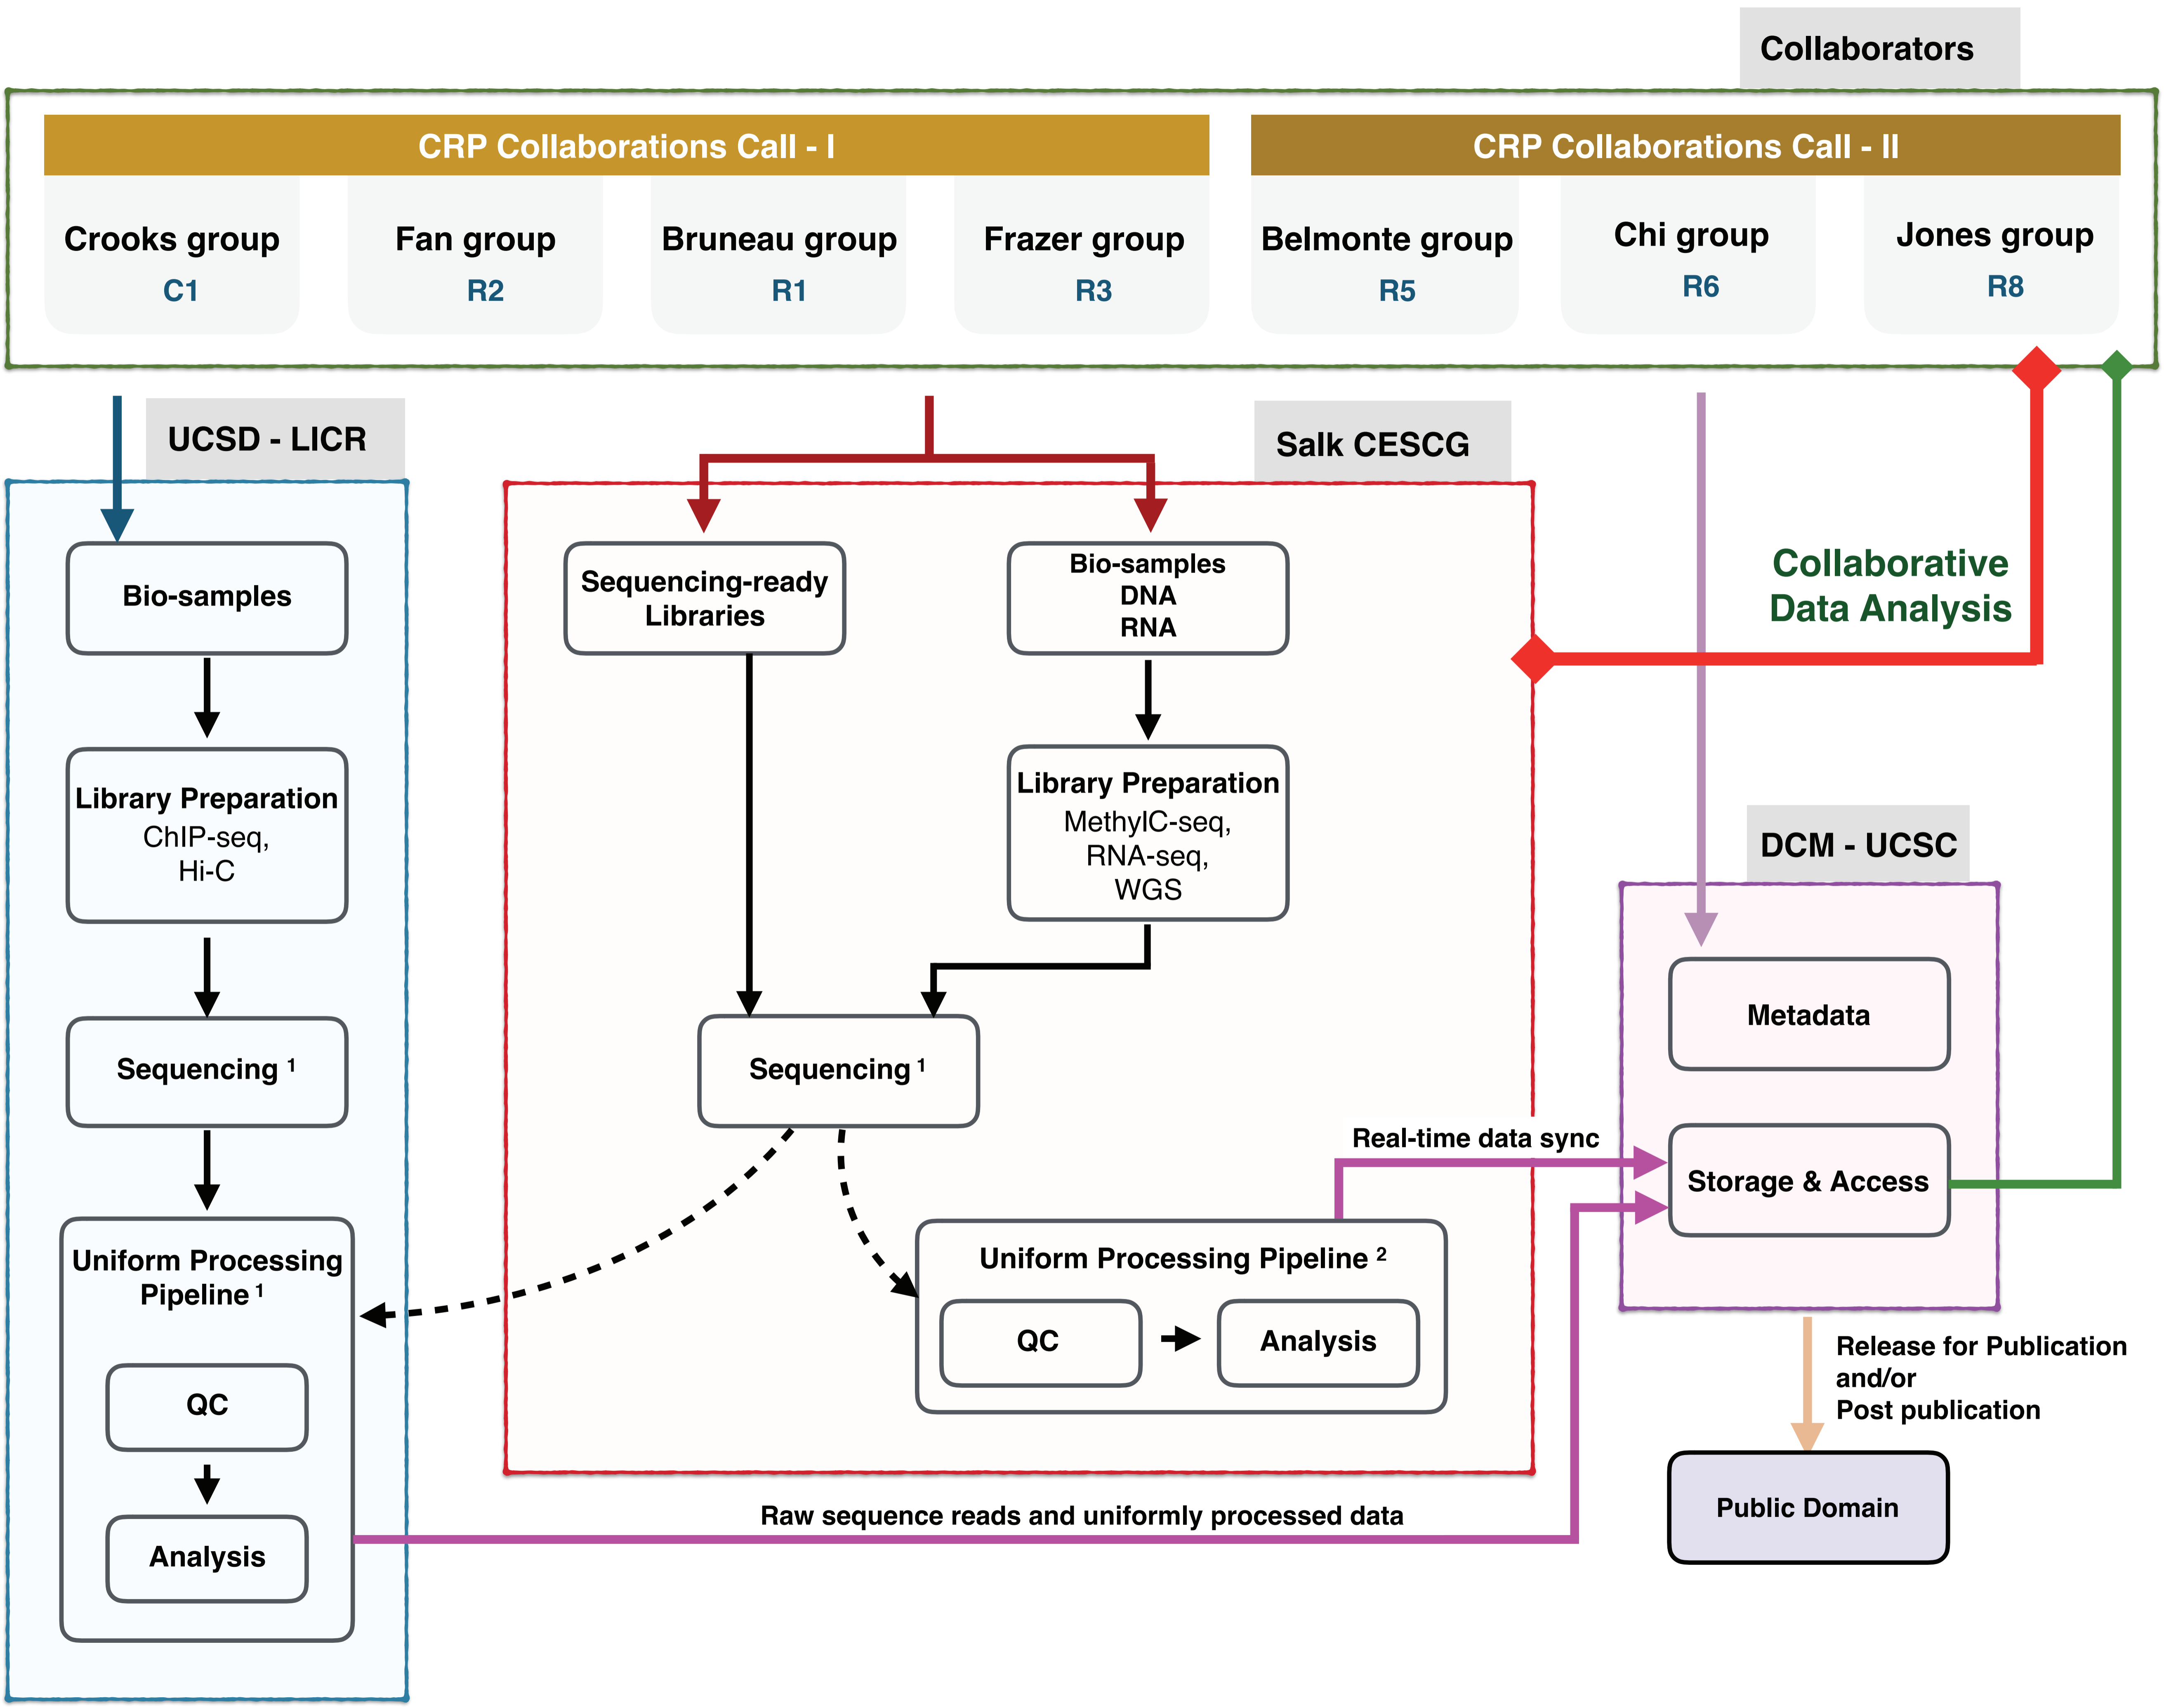 Collaborators
CRP Collaborations Call - I
CRP Collaborations Call - II
Crooks group
C1
Fan group
R2
Bruneau group
R1
Frazer group
R3
Belmonte group
R5
Chi group
R6
Jones group
R8
UCSD - LICR
Bio-samples
Library Preparation
ChIP-seq,
Hi-C
Sequencing 1
Uniform Processing
Pipeline 1
QC
Analysis
Salk CESCG
Sequencing-ready
Libraries
Bio-samples
DNA
RNA
Library Preparation
MethylC-seq,
RNA-seq,
WGS
Sequencing 1
Uniform Processing Pipeline 2
QC
Analysis
Real-time data sync
Raw sequence reads and uniformly processed data
Collaborative
Data Analysis
DCM - UCSC
Metadata
Storage & Access
Release for Publication
and/or
Post publication
Public Domain